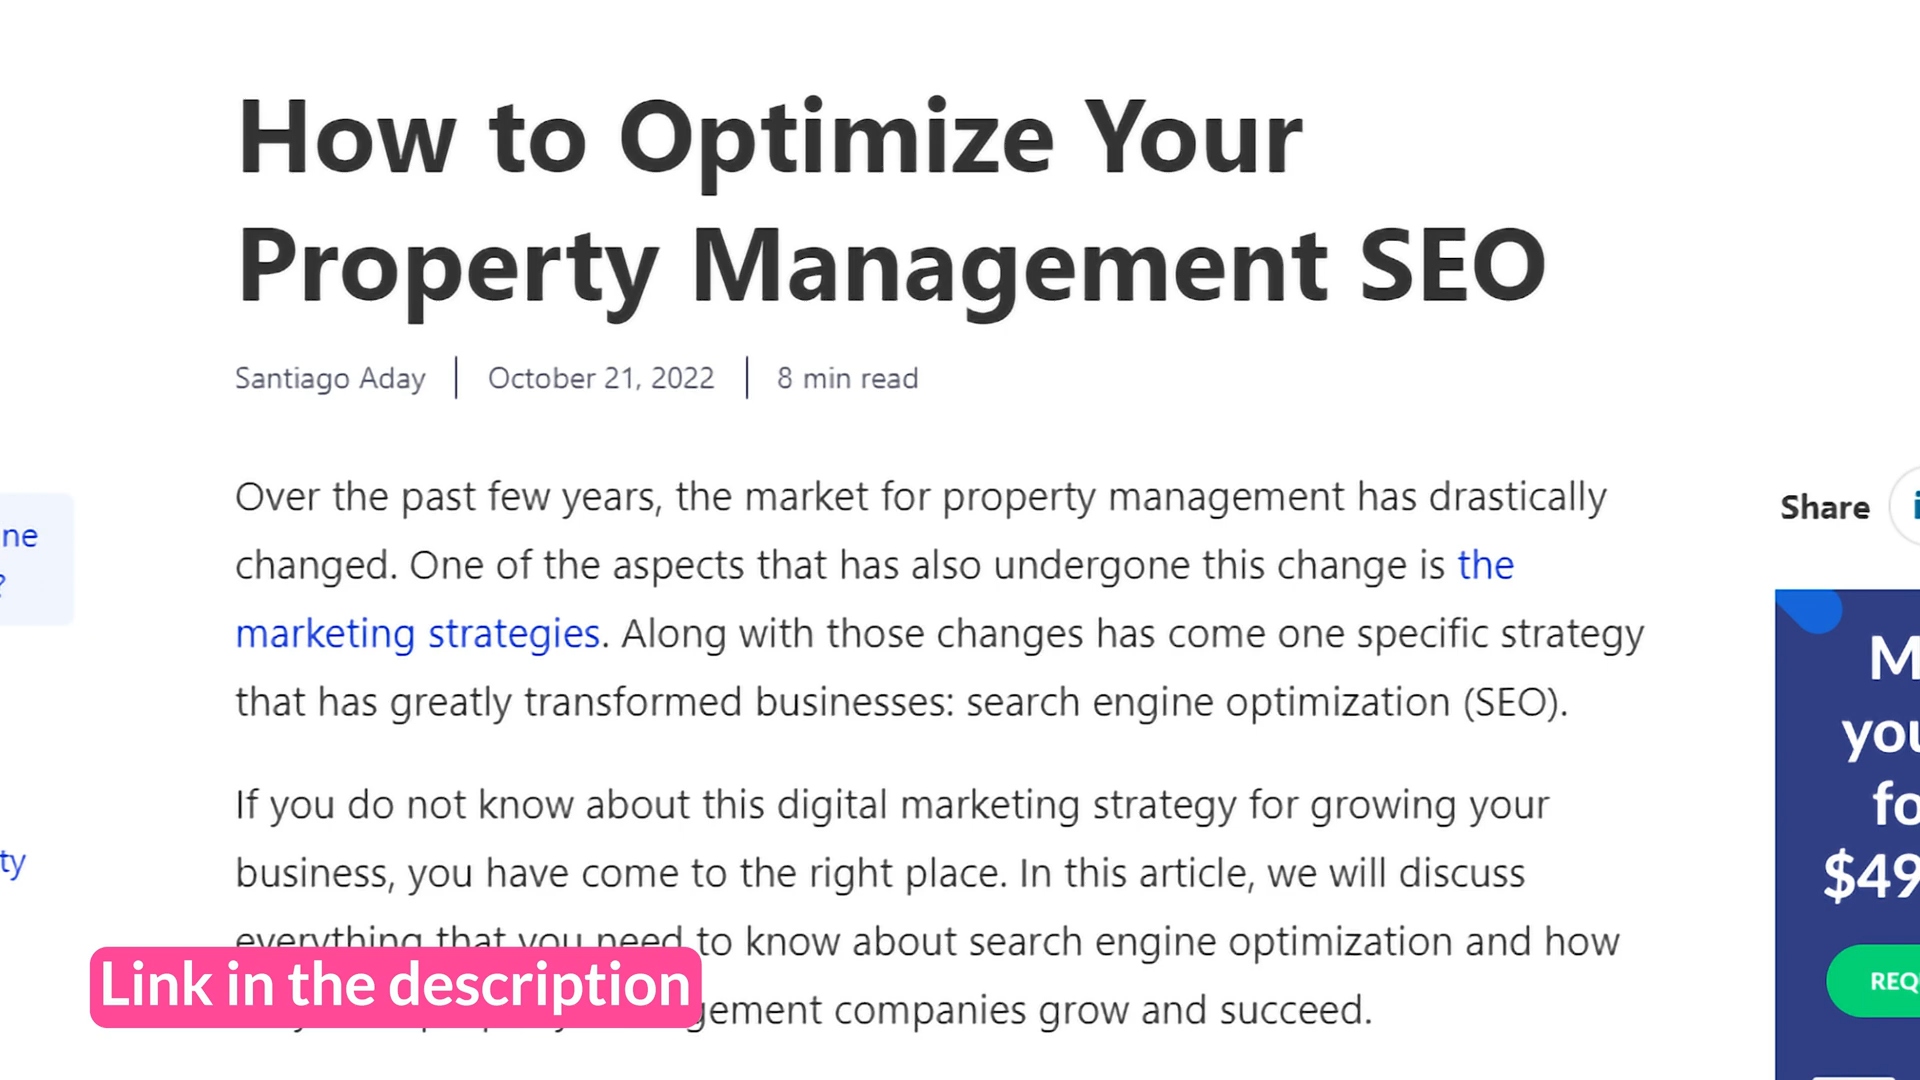 How to Optimize Your
Property Management SEO
Santiago Aday | October 21, 2022 | 8 min read
Over the past few years, the market for property management has drastically
changed. One of the aspects that has also undergone this change is the
marketing strategies. Along with those changes has come one specific strategy
that has greatly transformed businesses: search engine optimization (SEO).
If you do not know about this digital marketing strategy for growing your
business, you have come to the right place. In this article, we will discuss
everything that you need to know about search engine optimization and how
companies grow and succeed.
Link in the description
Share
$49